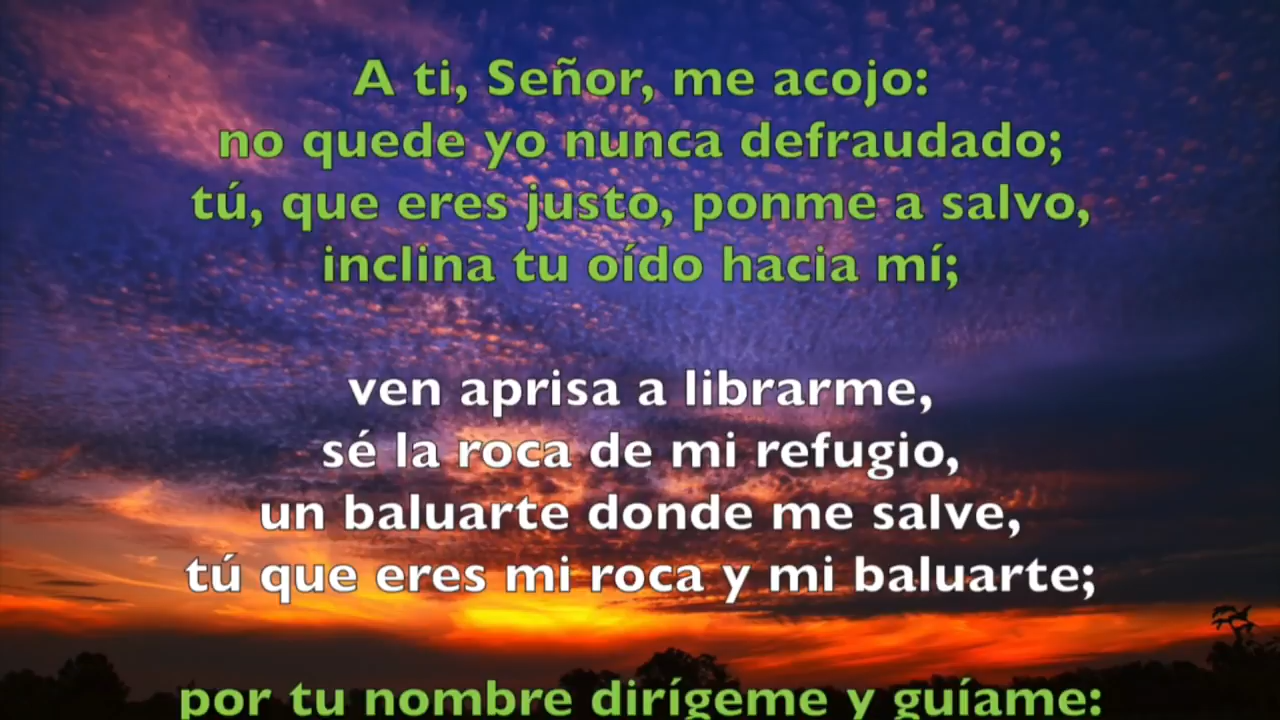 A ti, Señor, me acojo:
no quede yo nunca defraudado;
tú, que eres justo, ponme a salvo,
inclina tu oído hacia mí;
ven aprisa a librarme,
sé la roca de mi refugio,
un baluarte donde me salve,
tú que eres mi roca y mi baluarte;
por tu nombre dirígeme y guíame: